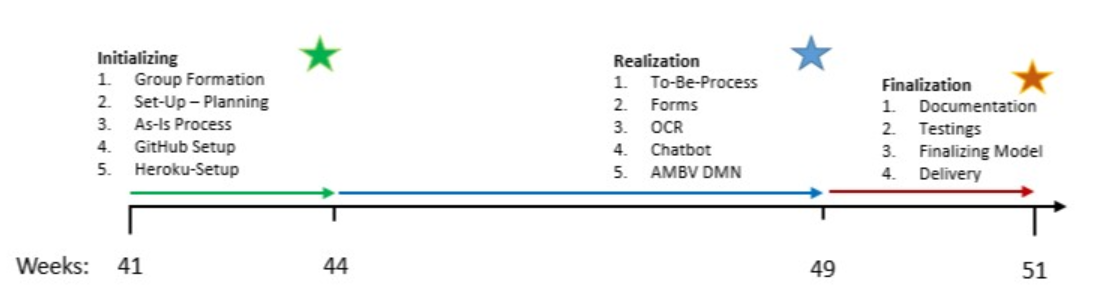 Initializing
1. Group Formation
2. Set-Up – Planning
3. As-Is Process
4. GitHub Setup
5. Heroku-Setup
Realization
1. To-Be-Process
2. Forms
3. OCR
4. Chatbot
5. AMBV DMN
Finalization
1. Documentation
2. Testings
3. Finalizing Model
4. Delivery
Weeks: 41 44 49 51